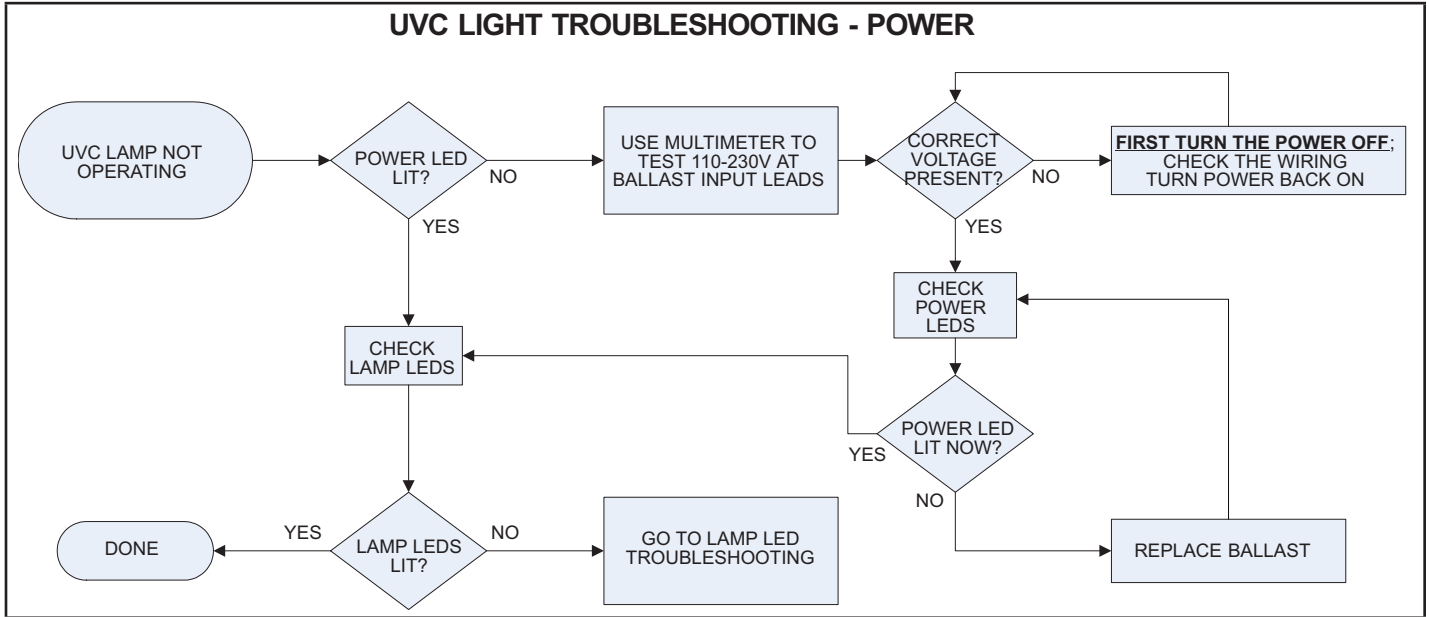 UVC LIGHT TROUBLESHOOTING - POWER
UVC LAMP NOT
OPERATING
POWER LED
LIT?
NO
YES
USE MULTIMETER TO
TEST 110-230V AT
BALLAST INPUT LEADS
CORRECT
VOLTAGE
PRESENT?
NO
YES
FIRST TURN THE POWER OFF;
CHECK THE WIRING
TURN POWER BACK ON
CHECK
POWER
LEDS
CHECK
LAMP LEDS
POWER LED
LIT NOW?
YES
NO
DONE
YES
LAMP LEDS
LIT?
NO
GO TO LAMP LED
TROUBLESHOOTING
REPLACE BALLAST